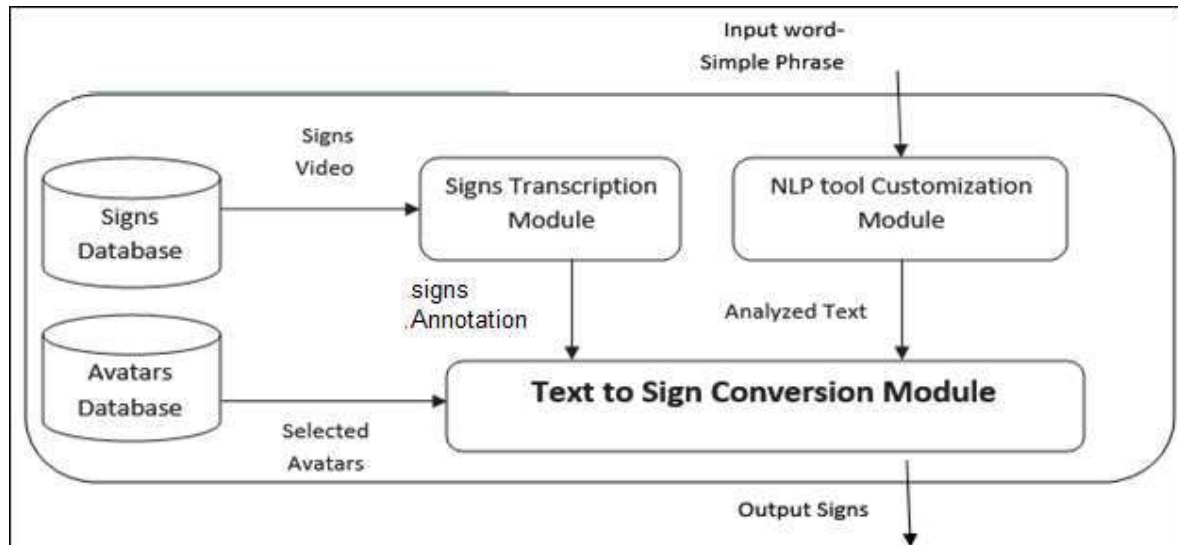 Input word-
Simple Phrase
Signs
Video
Signs
Database
Signs Transcription
Module
NLP tool Customization
Module
signs
.Annotation
Analyzed Text
Avatars
Database
Selected
Avatars
Text to Sign Conversion Module
Output Signs